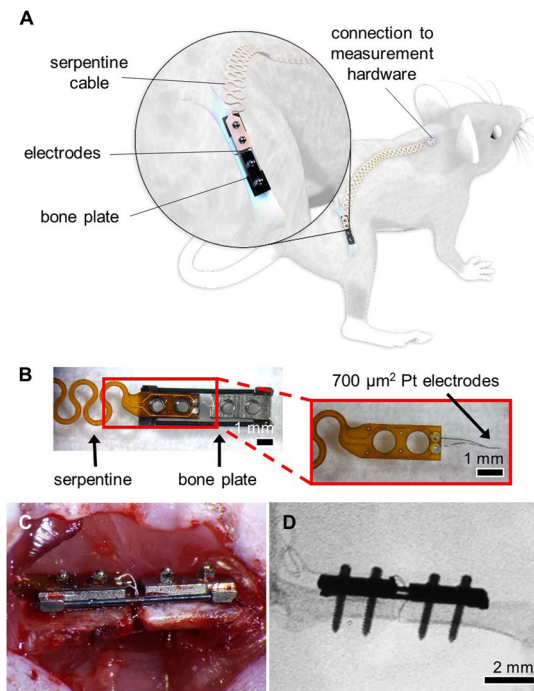 A
serpentine
cable
connection to
measurement
hardware
electrodes
bone plate
B
700 µm² Pt electrodes
1 mm
1 mm
serpentine
bone plate
C
D
2 mm